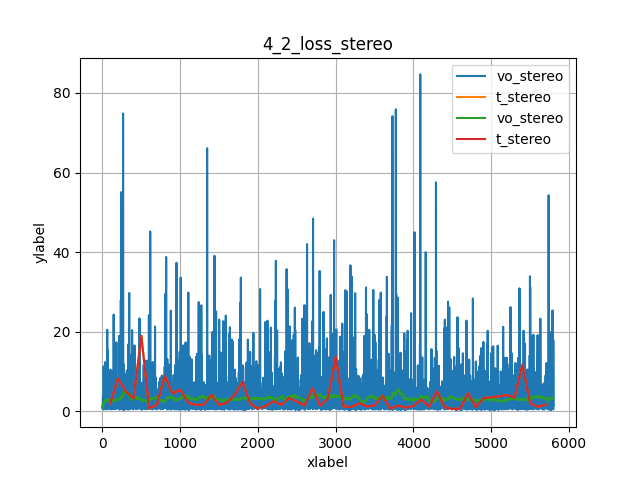 4_2_loss_stereo
vo_stereo
t_stereo
vo_stereo
t_stereo
ylabel
80
60
40
20
0
0 1000 2000 3000 4000 5000 6000
xlabel